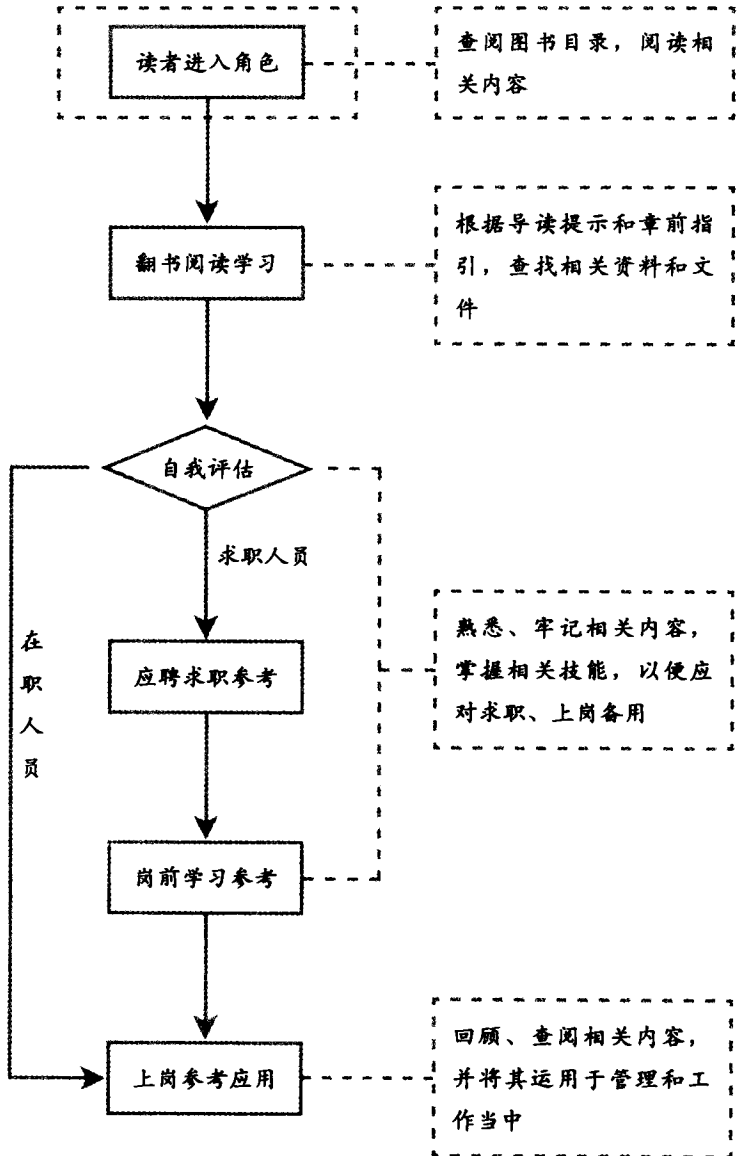 读者进入角色
查阅图书目录，阅读相
关内容
翻书阅读学习
根据导读提示和章前指
引，查找相关资料和文
件
自我评估
求职人员
在职人员
应聘求职参考
熟悉、牢记相关内容，
掌握相关技能，以便应
对求职、上岗备用
岗前学习参考
上岗参考应用
回顾、查阅相关内容，
并将其运用于管理和工
作当中